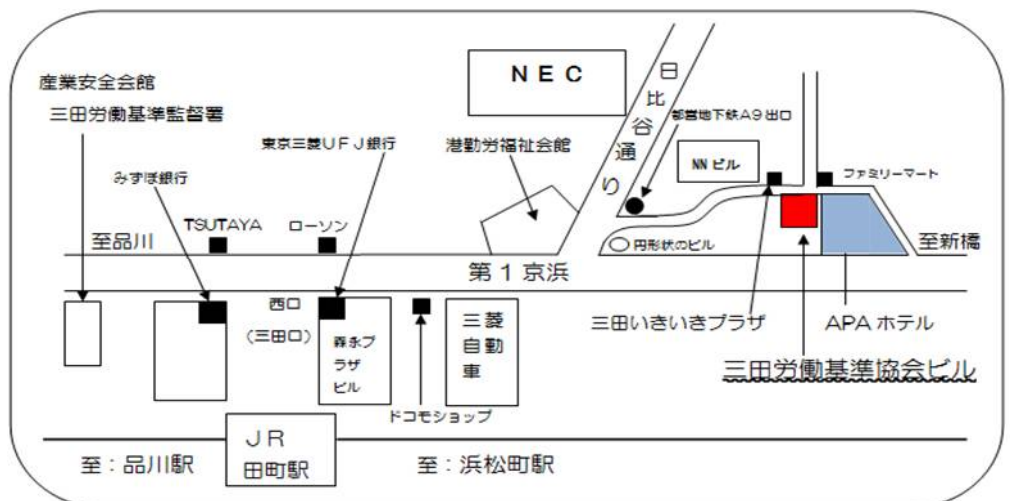 NEC
産業安全会館
三田労働基準監督署
東京三菱UFJ銀行
港勤労福祉会館
日比谷通り
都営地下鉄A9出口
NNビル
ファミリーマート
みずほ銀行
TSUTAYA
ローソン
至品川
円形状のビル
至新橋
第1京浜
西口
(三田口)
森永プ
ラザ
ビル
三菱
自動
車
三田いきいきプラザ
APAホテル
三田労働基準協会ビル
ドコモショップ
JR
田町駅
至:品川駅
至:浜松町駅